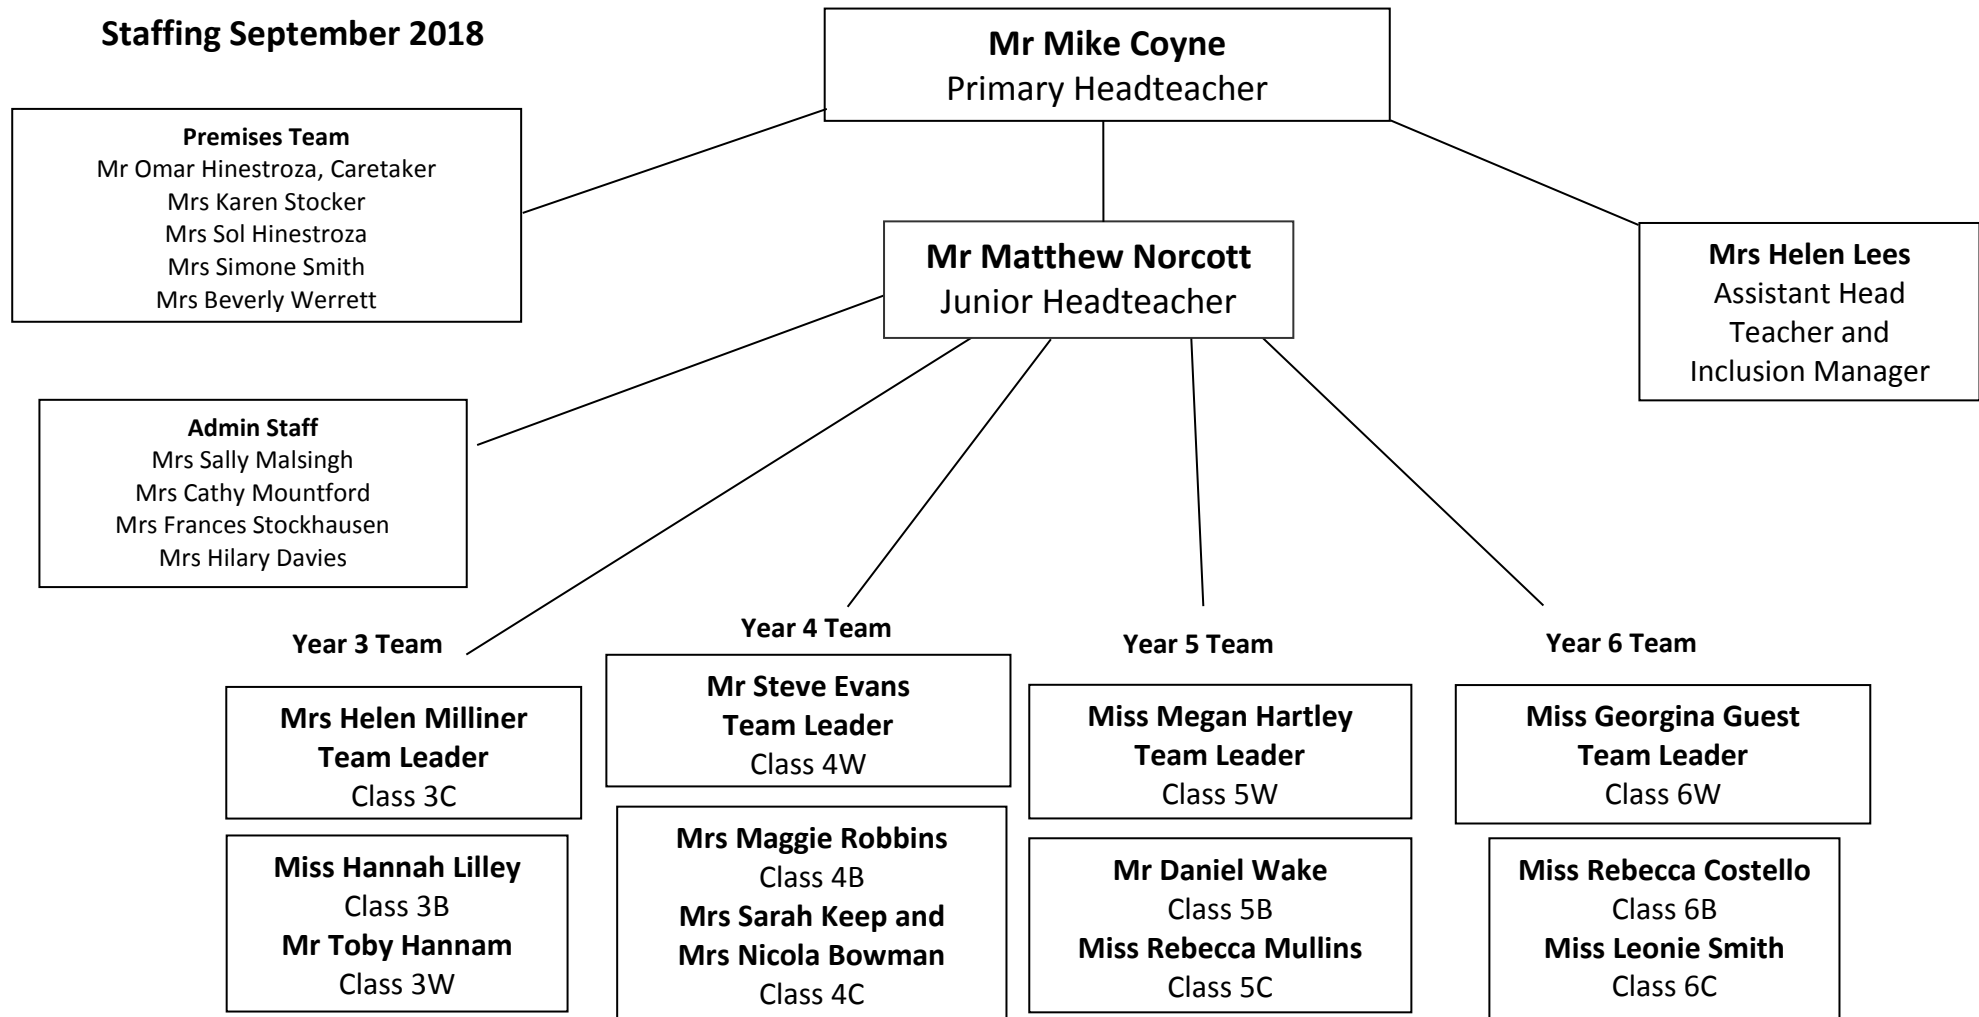 Staffing September 2018
Mr Mike Coyne
Primary Headteacher
Premises Team
Mr Omar Hinestroza, Caretaker
Mrs Karen Stocker
Mrs Sol Hinestroza
Mrs Simone Smith
Mrs Beverly Werrett
Mr Matthew Norcott
Junior Headteacher
Mrs Helen Lees
Assistant Head
Teacher and
Inclusion Manager
Admin Staff
Mrs Sally Malsingh
Mrs Cathy Mountford
Mrs Frances Stockhausen
Mrs Hilary Davies
Year 3 Team
Mrs Helen Milliner
Team Leader
Class 3C
Miss Hannah Lilley
Class 3B
Mr Toby Hannam
Class 3W
Year 4 Team
Mr Steve Evans
Team Leader
Class 4W
Mrs Maggie Robbins
Class 4B
Mrs Sarah Keep and
Mrs Nicola Bowman
Class 4C
Year 5 Team
Miss Megan Hartley
Team Leader
Class 5W
Mr Daniel Wake
Class 5B
Miss Rebecca Mullins
Class 5C
Year 6 Team
Miss Georgina Guest
Team Leader
Class 6W
Miss Rebecca Costello
Class 6B
Miss Leonie Smith
Class 6C